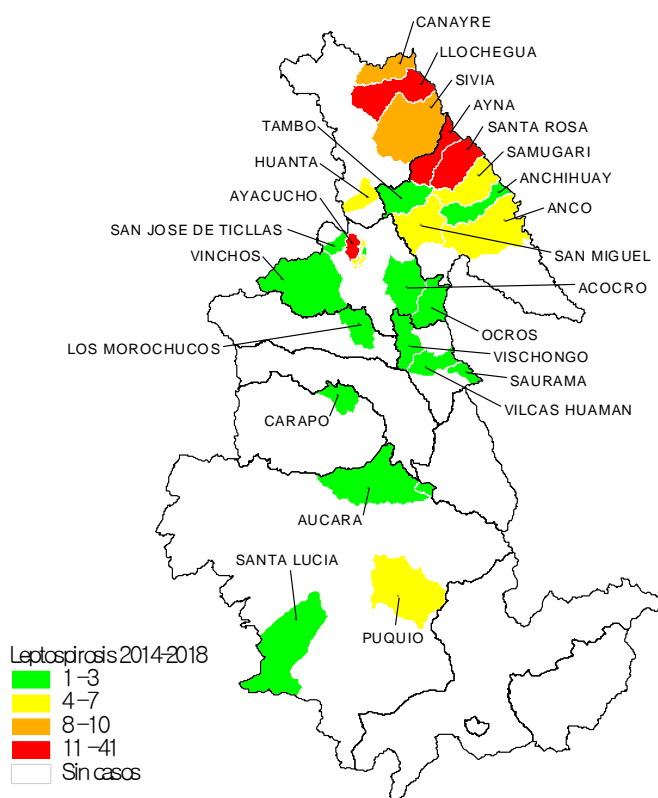 CANAYRE
LLOCHEGUA
SIVIA
AYNA
TAMBO
SANTA ROSA
SAMUGARI
HUANTA
ANCHIHUAY
AYACUCHO
ANCO
SAN JOSE DE TICLLAS
VINCHOS
SAN MIGUEL
ACOCRO
OCROS
LOS MOROCHUCOS
VISCHONGO
SAURAMA
VILCAS HUAMAN
CARAPO
AUCARA
SANTA LUCIA
PUQUIO
Leptospirosis 2014-2018
1-3
4-7
8-10
11-41
Sin casos